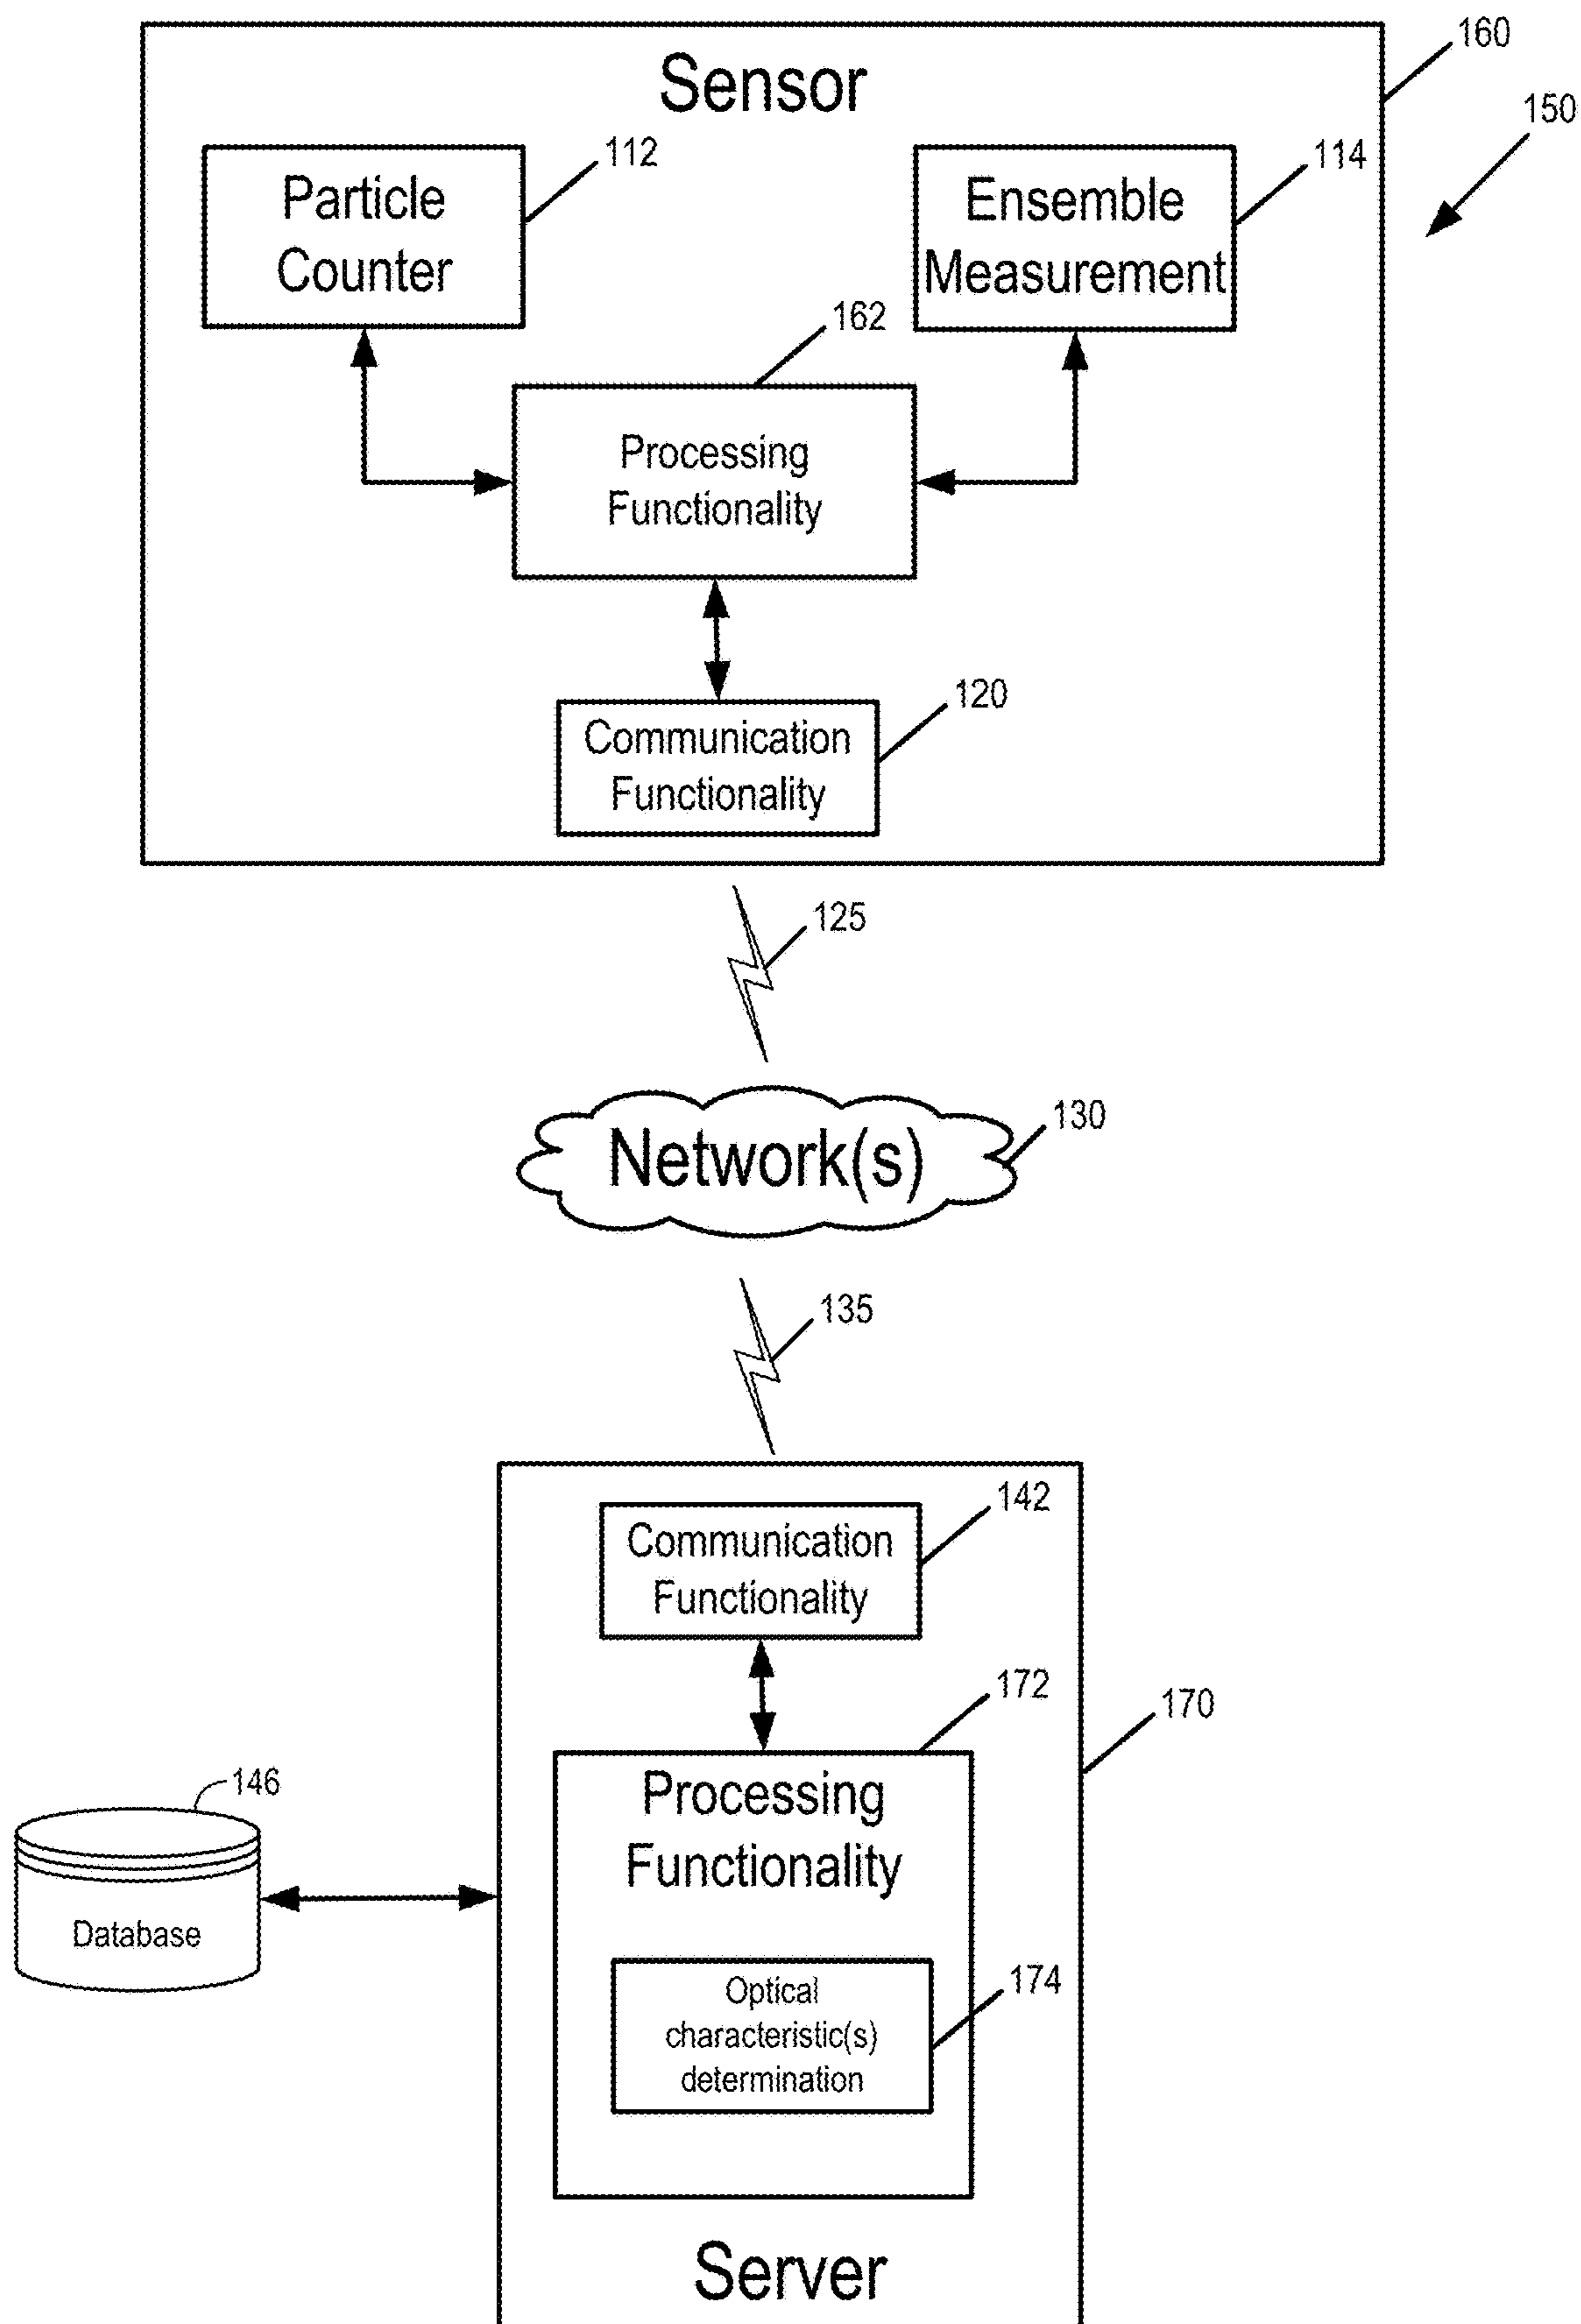 160
Sensor
150
112
114
Particle
Counter
Ensemble
Measurement
162
Processing
Functionality
120
Communication
Functionality
125
Network(s)
130
135
142
Communication
Functionality
172
170
Processing
Functionality
146
Database
174
Optical
characteristic(s)
determination
Server